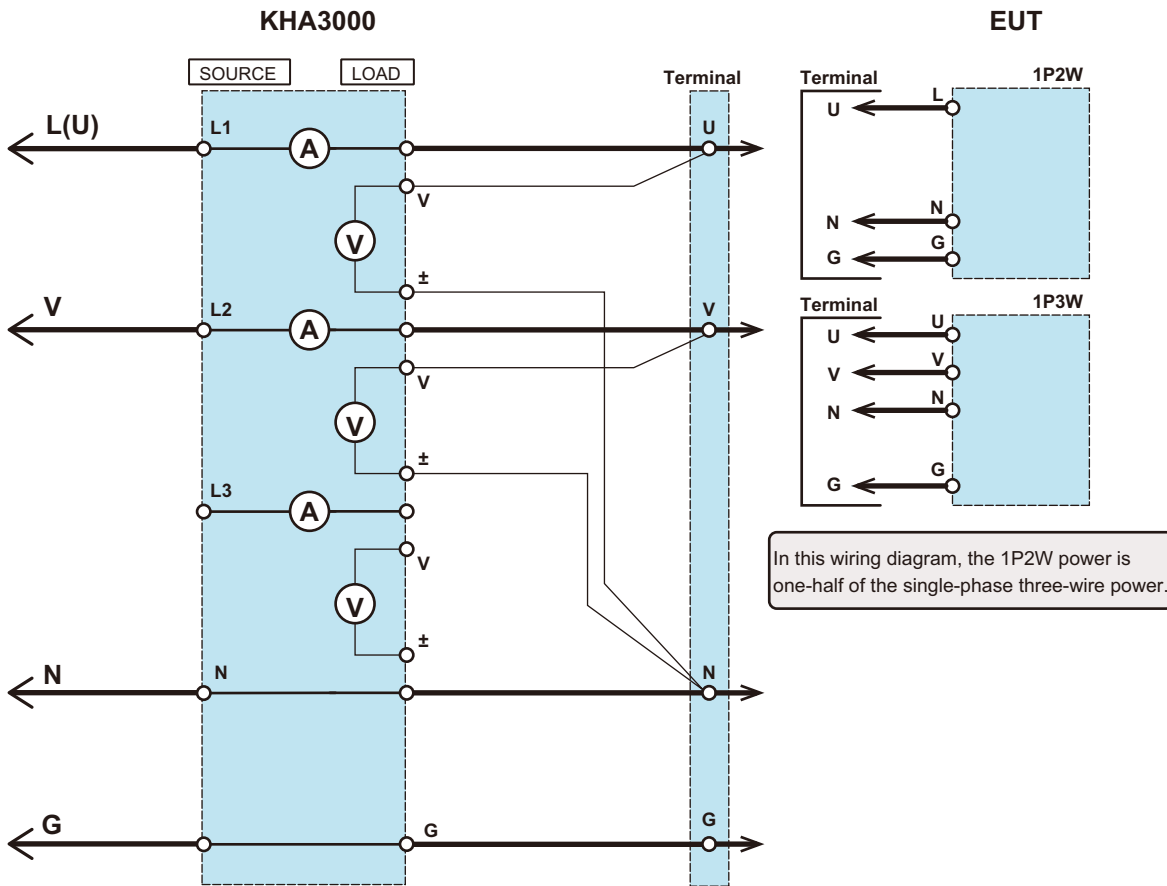 KHA3000
EUT
SOURCE
LOAD
Terminal
Terminal
1P2W
L(U)
L1
A
U
U
L
V
V
N
N
±
G
G
V
L2
A
V
Terminal
1P3W
V
U
U
V
V
V
N
N
±
L3
A
G
G
V
V
In this wiring diagram, the 1P2W power is
one-half of the single-phase three-wire power.
±
N
N
N
G
G
G